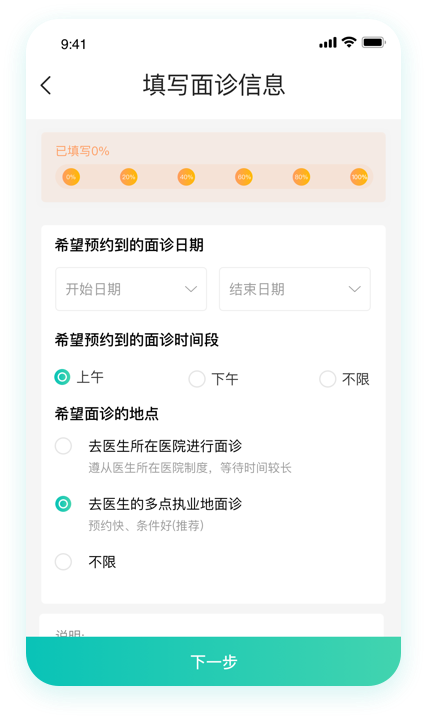 9:41
填写面诊信息
已填写0%
0% 20% 40% 60% 80% 100%
希望预约到的面诊日期
开始日期 结束日期
希望预约到的面诊时间段
上午 下午 不限
希望面诊的地点
去医生所在医院进行面诊
遵从医生所在医院制度，等待时间较长
去医生的多点执业地面诊
预约快、条件好(推荐)
不限
说明:
下一步